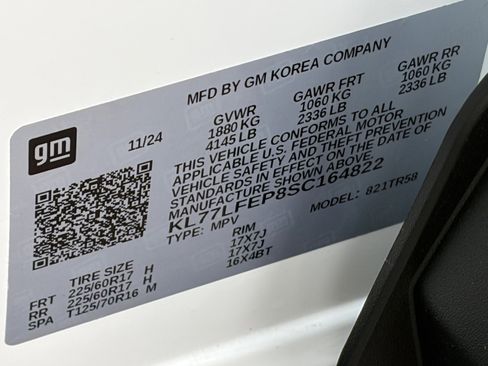 gm
11/24
MFD BY GM KOREA COMPANY
GVWR GAWR FRT GAWR RR
1880 KG 1060 KG 1060 KG
4145 LB 2336 LB 2336 LB
THIS VEHICLE CONFORMS TO ALL
APPLICABLE U.S. FEDERAL MOTOR
VEHICLE SAFETY AND THEFT PREVENTION
STANDARDS IN EFFECT ON THE DATE OF
MANUFACTURE SHOWN ABOVE.
KL77LFEP8SC164822
TYPE: MPV MODEL: 821TR58
TIRE SIZE RIM
FRT 225/60R17 H 17X7J
RR 225/60R17 H 17X7J
SPA T125/70R16 M 16X4BT